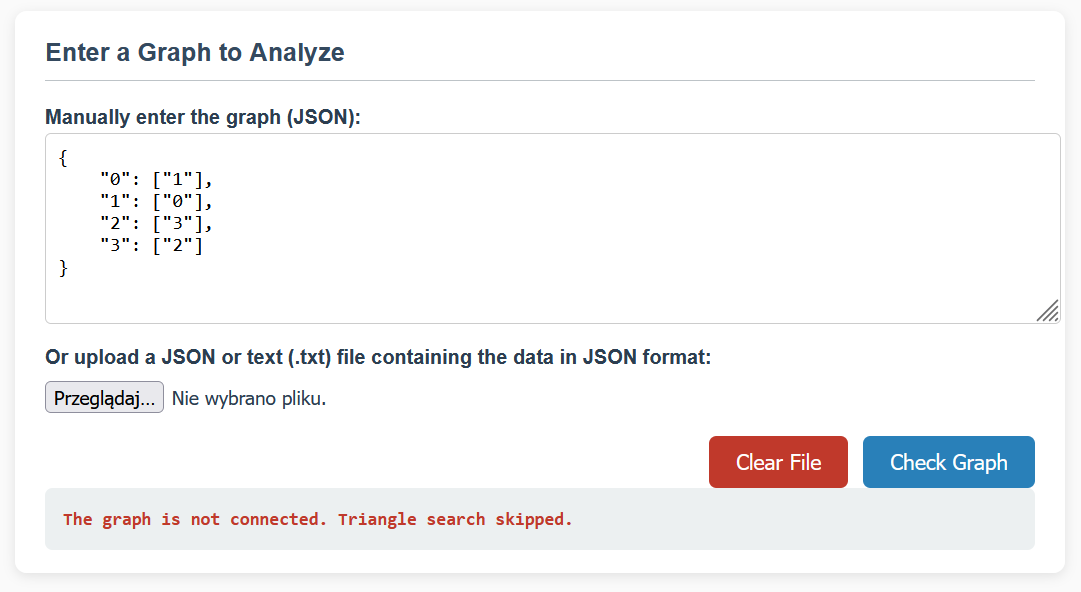 Enter a Graph to Analyze
Manually enter the graph (JSON):
{
    "0": ["1"],
    "1": ["0"],
    "2": ["3"],
    "3": ["2"]
}
Or upload a JSON or text (.txt) file containing the data in JSON format:
Przeglądaj... Nie wybrano pliku.
Clear File Check Graph
The graph is not connected. Triangle search skipped.